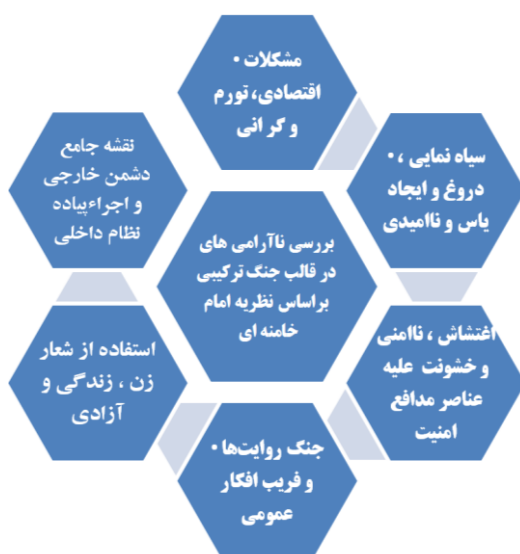 مشکلات •
اقتصادی، تورم
و گرانی
سیاه نمایی ، •
دروغ و ایجاد
یاس و ناامیدی
اغتشاش ، ناامنی
و خشونت علیه
عناصر مدافع
امنیت
جنگ روایت‌ها •
و فریب افکار
عمومی
استفاده از شعار
زن ، زندگی و
آزادی
نقشه جامع
دشمن خارجی
و اجراءپیاده
نظام داخلی
بررسی ناآرامی های
در قالب جنگ ترکیبی
براساس نظریه امام
خامنه ای